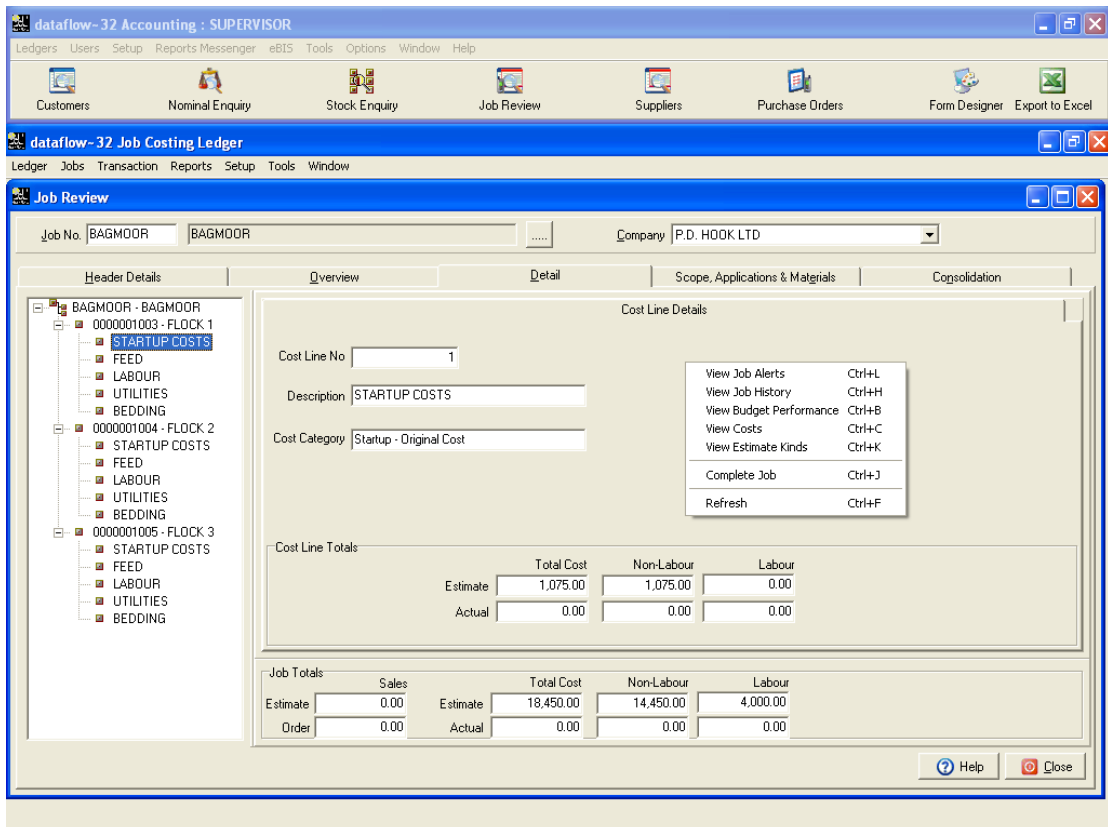 dataflow-32 Accounting : SUPERVISOR
Ledgers Users Setup Reports Messenger eBIS Tools Options Window Help
Customers Nominal Enquiry Stock Enquiry Job Review Suppliers Purchase Orders Form Designer Export to Excel
dataflow-32 Job Costing Ledger
Ledger Jobs Transaction Reports Setup Tools Window
Job Review
Job No. BAGMOOR BAGMOOR ..... Company P.D. HOOK LTD
Header Details Overview Detail Scope, Applications & Materials Consolidation
BAGMOOR - BAGMOOR
0000001003 - FLOCK 1
STARTUP COSTS
FEED
LABOUR
UTILITIES
BEDDING
0000001004 - FLOCK 2
STARTUP COSTS
FEED
LABOUR
UTILITIES
BEDDING
0000001005 - FLOCK 3
STARTUP COSTS
FEED
LABOUR
UTILITIES
BEDDING
Cost Line Details
Cost Line No 1
Description STARTUP COSTS
Cost Category Startup - Original Cost
View Job Alerts Ctrl+L
View Job History Ctrl+H
View Budget Performance Ctrl+B
View Costs Ctrl+C
View Estimate Kinds Ctrl+K
Complete Job Ctrl+J
Refresh Ctrl+F
Cost Line Totals
Total Cost Non-Labour Labour
Estimate 1,075.00 1,075.00 0.00
Actual 0.00 0.00 0.00
Job Totals
Sales Total Cost Non-Labour Labour
Estimate 0.00 Estimate 18,450.00 14,450.00 4,000.00
Order 0.00 Actual 0.00 0.00 0.00
Help Close